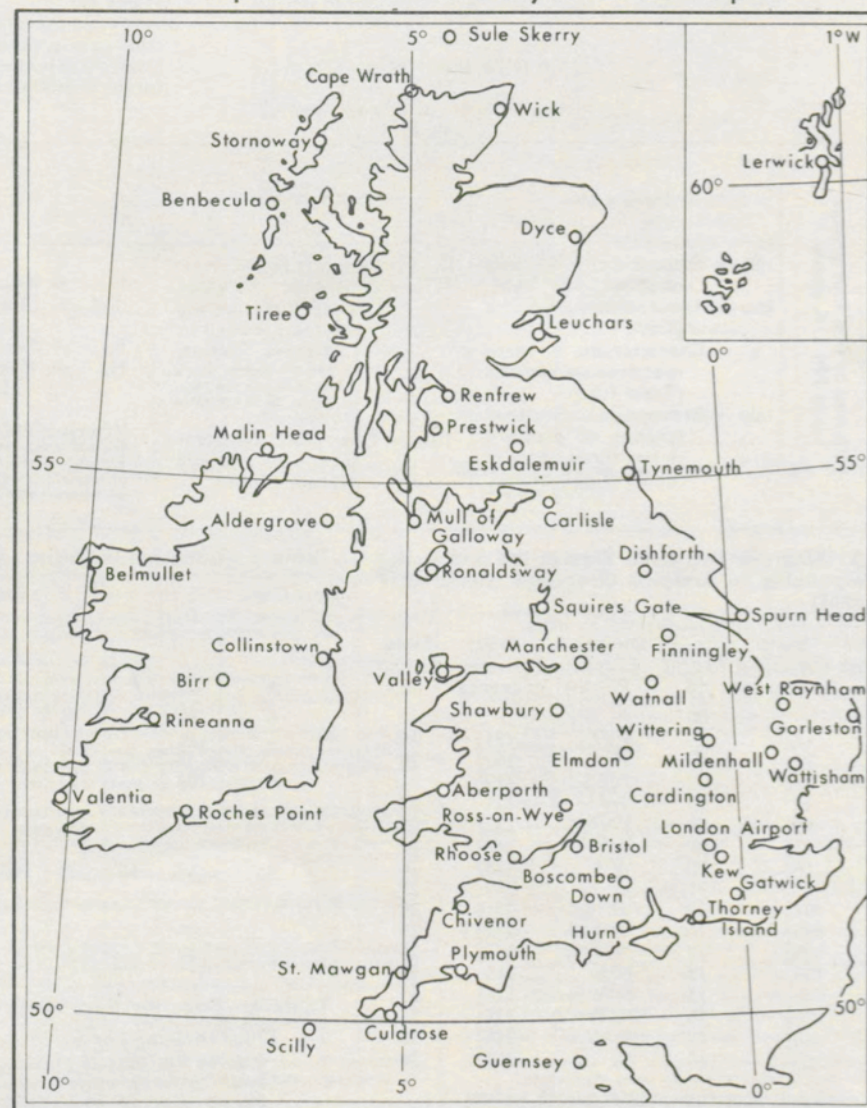 10°
5°
Sule Skerry
1° W
Cape Wrath
Wick
Stornoway
Lerwick
Benbecula
60°
Dyce
Tiree
Leuchars
0°
Renfrew
Malin Head
Prestwick
Eskdalemuir
55°
Tynemouth
55°
Aldergrove
Mull of
Galloway
Carlisle
Belmullet
Ronaldsway
Dishforth
Squires Gate
Spurn Head
Collinstown
Manchester
Finningley
Birr
Valley
Watnall
West Raynham
Rineanna
Shawbury
Wittering
Gorleston
Elmdon
Mildenhall
Wattisham
Valentia
Aberporth
Cardington
Roches Point
Ross-on-Wye
London Airport
Rhoose
Bristol
Kew
Boscombe
Down
Gatwick
Chivenor
Hurn
Thorney
Island
St. Mawgan
Plymouth
50°
50°
Scilly
Culdrose
Guernsey
10°
5°
0°